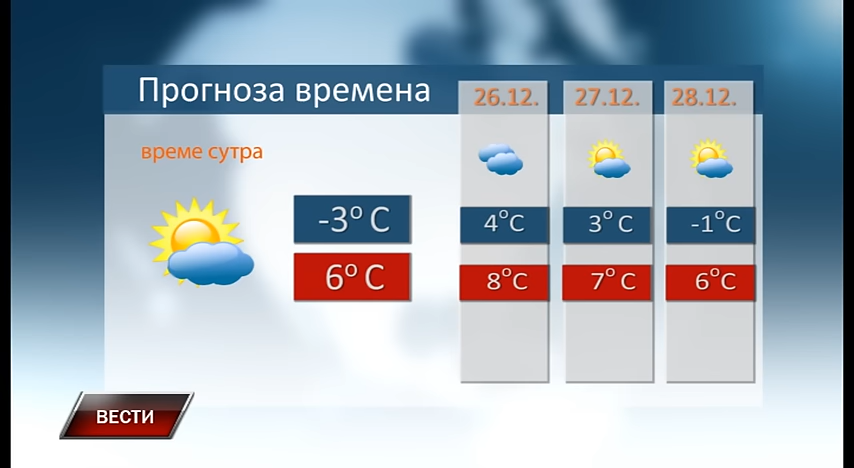 Прогноза времена
време сутра
-3° C
6° C
26.12.
4°C
8°C
27.12.
3° C
7° C
28.12.
-1°C
6°C
ВЕСТИ